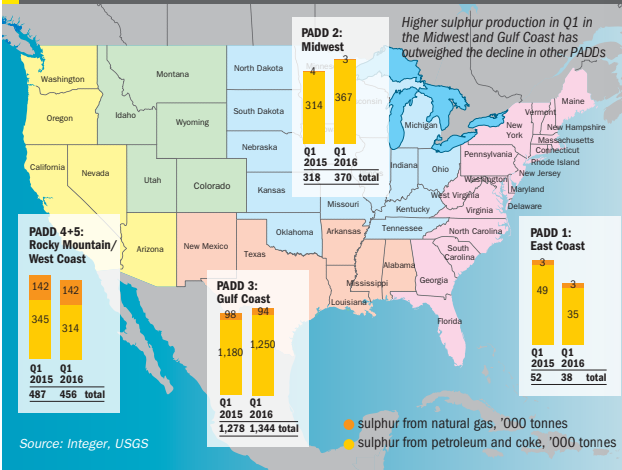 Higher sulphur production in Q1 in
the Midwest and Gulf Coast has
outweighed the decline in other PADDs
PADD 2:
Midwest
4
3
314
367
Q1
2015
Q1
2016
318
370 total
Washington
Oregon
California
Nevada
Idaho
Montana
Wyoming
Utah
Colorado
Arizona
New Mexico
North Dakota
South Dakota
Nebraska
Kansas
Oklahoma
Texas
Missouri
Arkansas
Louisiana
Mississippi
Alabama
Tennessee
Kentucky
Indiana
Ohio
Michigan
Georgia
Florida
South
Carolina
North Carolina
Virginia
West Virginia
Washington
Pennsylvania
New
York
Vermont
Maine
New Hampshire
Massachusetts
Connecticut
Rhode Island
New Jersey
Maryland
Delaware
PADD 4+5:
Rocky Mountain/
West Coast
142
142
345
314
Q1
2015
Q1
2016
487
456 total
PADD 3:
Gulf Coast
98
94
1,180
1,250
Q1
2015
Q1
2016
1,278 1,344 total
PADD 1:
East Coast
3
3
49
35
Q1
2015
Q1
2016
52
38 total
sulphur from natural gas, '000 tonnes
sulphur from petroleum and coke, '000 tonnes
Source: Integer, USGS